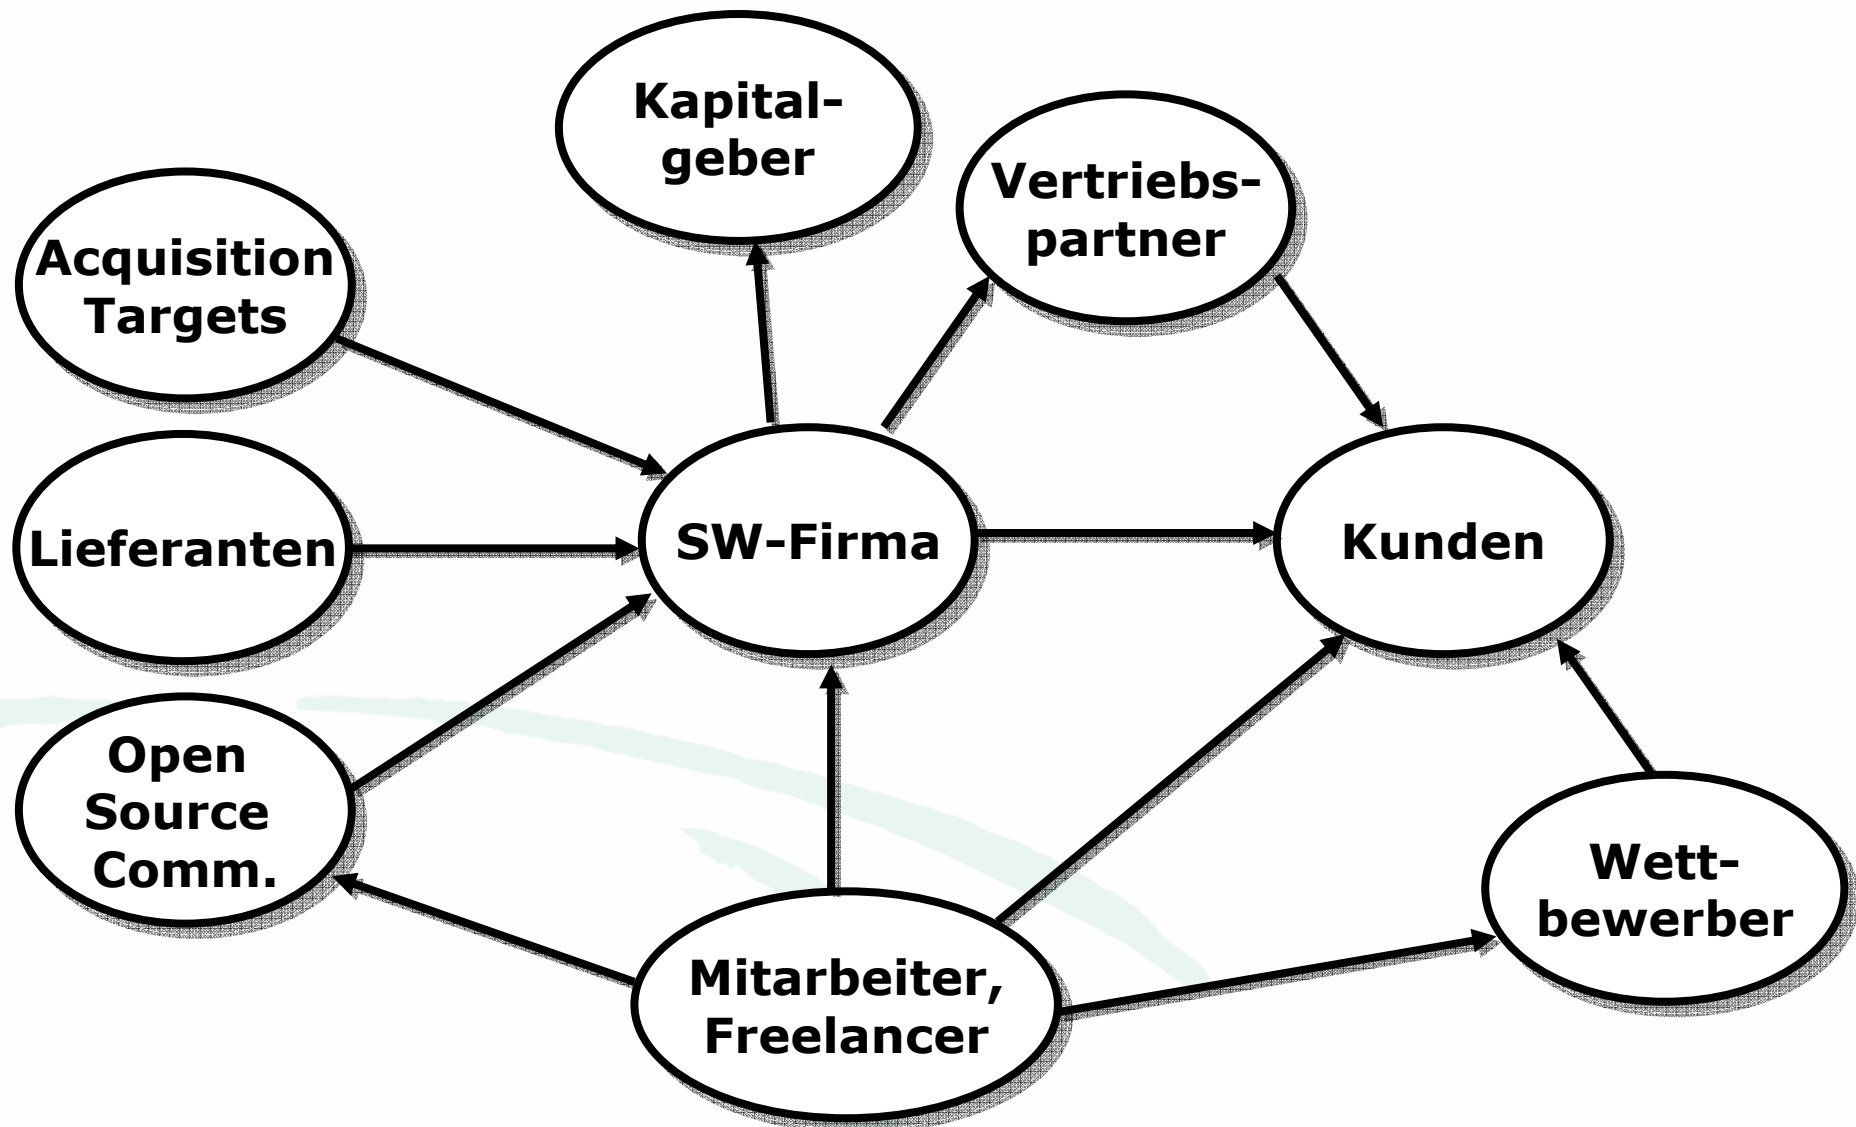 Kapital-
geber
Vertriebs-
partner
Acquisition
Targets
Lieferanten
SW-Firma
Kunden
Open
Source
Comm.
Wett-
bewerber
Mitarbeiter,
Freelancer